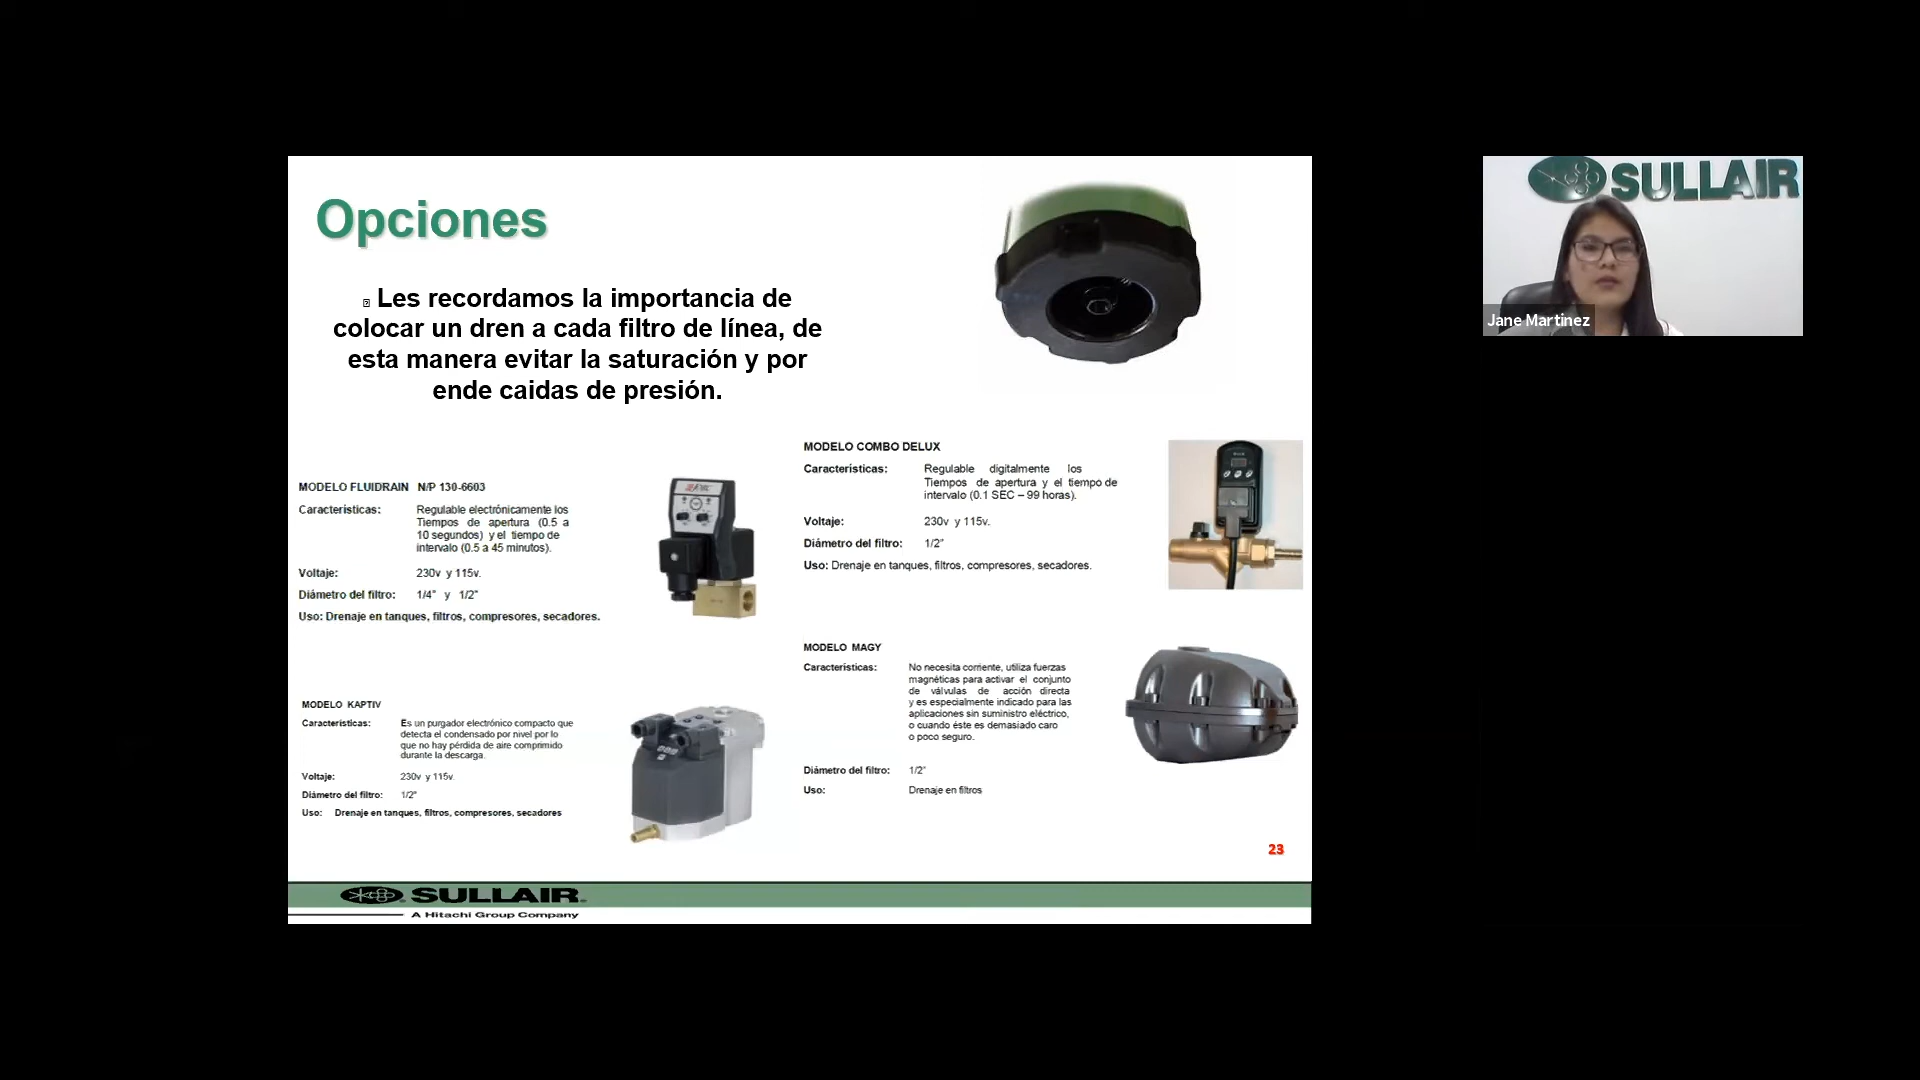 Opciones
Les recordamos la importancia de
colocar un dren a cada filtro de línea, de
esta manera evitar la saturación y por
ende caidas de presión.
MODELO FLUIDRAIN N/P 130-6603
Características: Regulable electrónicamente los
Tiempos de apertura (0.5 a
10 segundos) y el tiempo de
intervalo (0.5 a 45 minutos).
Voltaje: 230v y 115v.
Diámetro del filtro: 1/4" y 1/2"
Uso: Drenaje en tanques, filtros, compresores, secadores.
MODELO KAPTIV
Características: Es un purgador electrónico compacto que
detecta el condensado por nivel por lo
que no hay pérdida de aire comprimido
durante la descarga.
Voltaje: 230v y 115v.
Diámetro del filtro: 1/2"
Uso: Drenaje en tanques, filtros, compresores, secadores
MODELO COMBO DELUX
Características: Regulable digitalmente los
Tiempos de apertura y el tiempo de
intervalo (0.1 SEC – 99 horas).
Voltaje: 230v y 115v.
Diámetro del filtro: 1/2"
Uso: Drenaje en tanques, filtros, compresores, secadores.
MODELO MAGY
Características: No necesita corriente, utiliza fuerzas
magnéticas para activar el conjunto
de válvulas de acción directa
y es especialmente indicado para las
aplicaciones sin suministro eléctrico,
o cuando éste es demasiado caro
o poco seguro.
Diámetro del filtro: 1/2"
Uso: Drenaje en filtros
23
SULLAIR
A Hitachi Group Company
SULLAIR
Jane Martinez